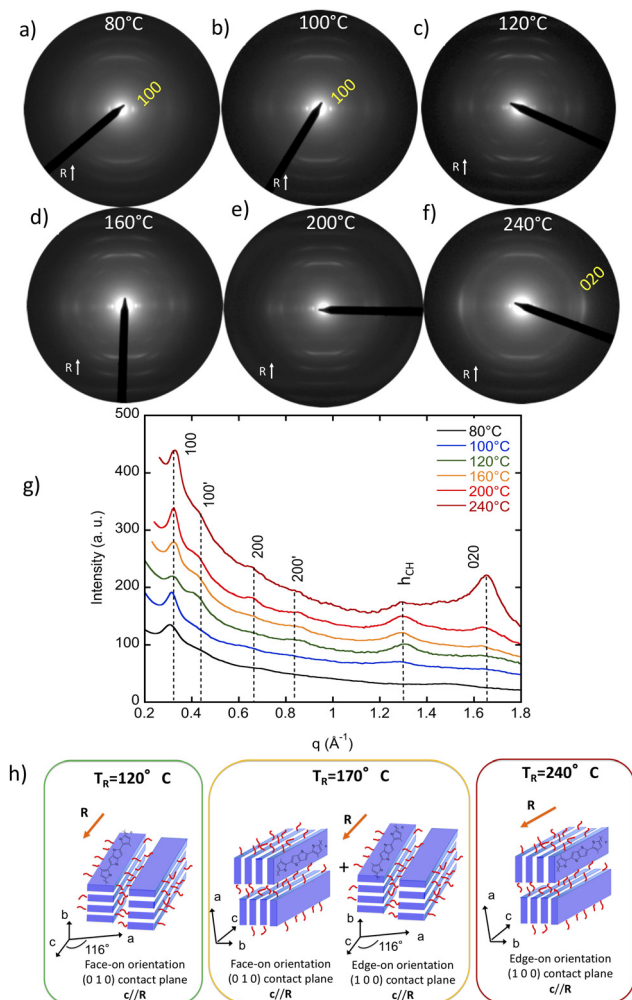 a) 80°C
100
R
b) 100°C
100
R
c) 120°C
R
d) 160°C
R
e) 200°C
R
f) 240°C
020
R
g)
500
400
300
200
100
0
Intensity (a. u.)
100
100'
200
200'
hCH
020
80°C
100°C
120°C
160°C
200°C
240°C
0.2 0.4 0.6 0.8 1 1.2 1.4 1.6 1.8
q (Å⁻¹)
h)
TR=120° C
R
b
c
a
116°
Face-on orientation
(0 1 0) contact plane
c//R
TR=170° C
R
+
a
c
b
Face-on orientation
(0 1 0) contact plane
c//R
b
c
a
116°
Edge-on orientation
(1 0 0) contact plane
c//R
TR=240° C
R
a
c
b
Edge-on orientation
(1 0 0) contact plane
c//R